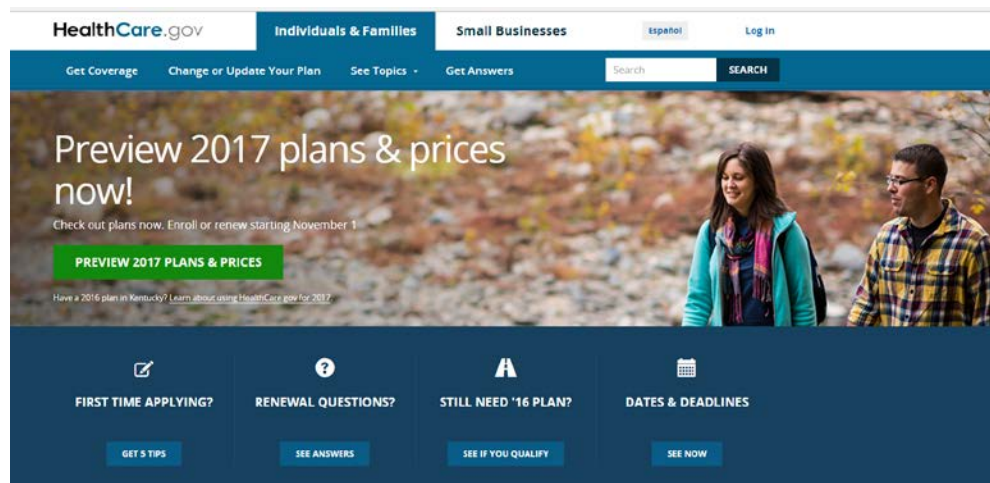 HealthCare.gov
Individuals & Families
Small Businesses
Español
Log in
Get Coverage
Change or Update Your Plan
See Topics
Get Answers
Search
SEARCH
Preview 2017 plans & prices
now!
Check out plans now. Enroll or renew starting November 1
PREVIEW 2017 PLANS & PRICES
Have a 2016 plan in Kentucky? Learn about using HealthCare.gov for 2017
FIRST TIME APPLYING?
RENEWAL QUESTIONS?
STILL NEED '16 PLAN?
DATES & DEADLINES
GET 5 TIPS
SEE ANSWERS
SEE IF YOU QUALIFY
SEE NOW